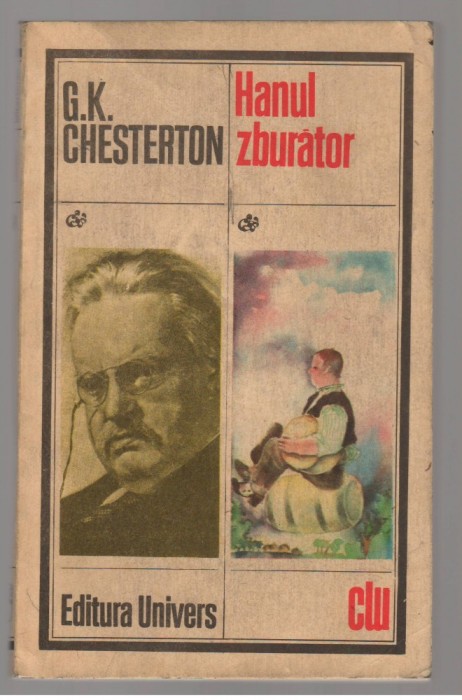 G.K.
CHESTERTON
Hanul
zburător
Editura Univers
clu